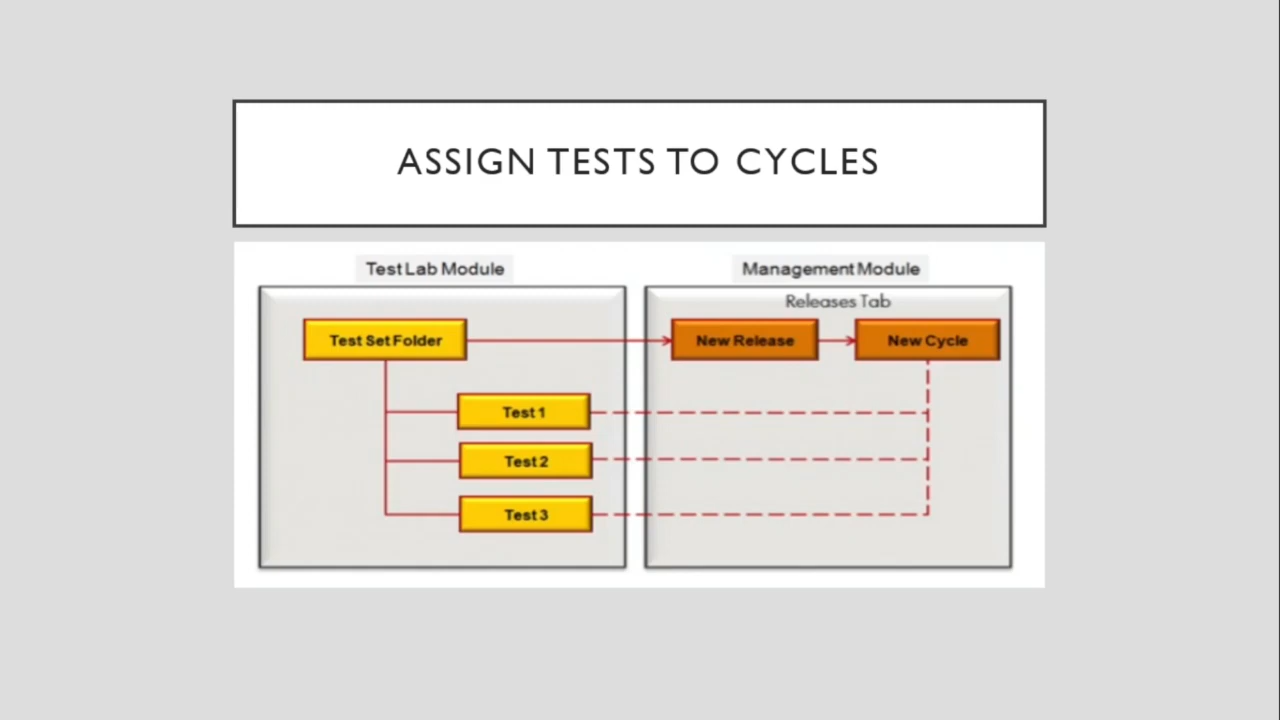 ASSIGN TESTS TO CYCLES
Test Lab Module
Management Module
Releases Tab
Test Set Folder
New Release
New Cycle
Test 1
Test 2
Test 3